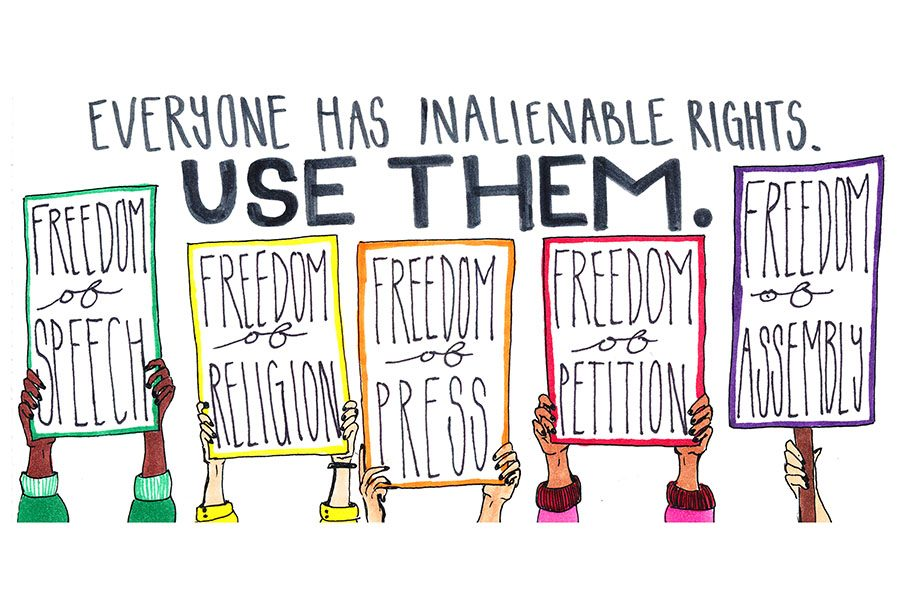 EVERYONE HAS INALIENABLE RIGHTS.
USE THEM.
FREEDOM
of
SPEECH
FREEDOM
of
RELIGION
FREEDOM
of
PRESS
FREEDOM
of
PETITION
FREEDOM
of
ASSEMBLY